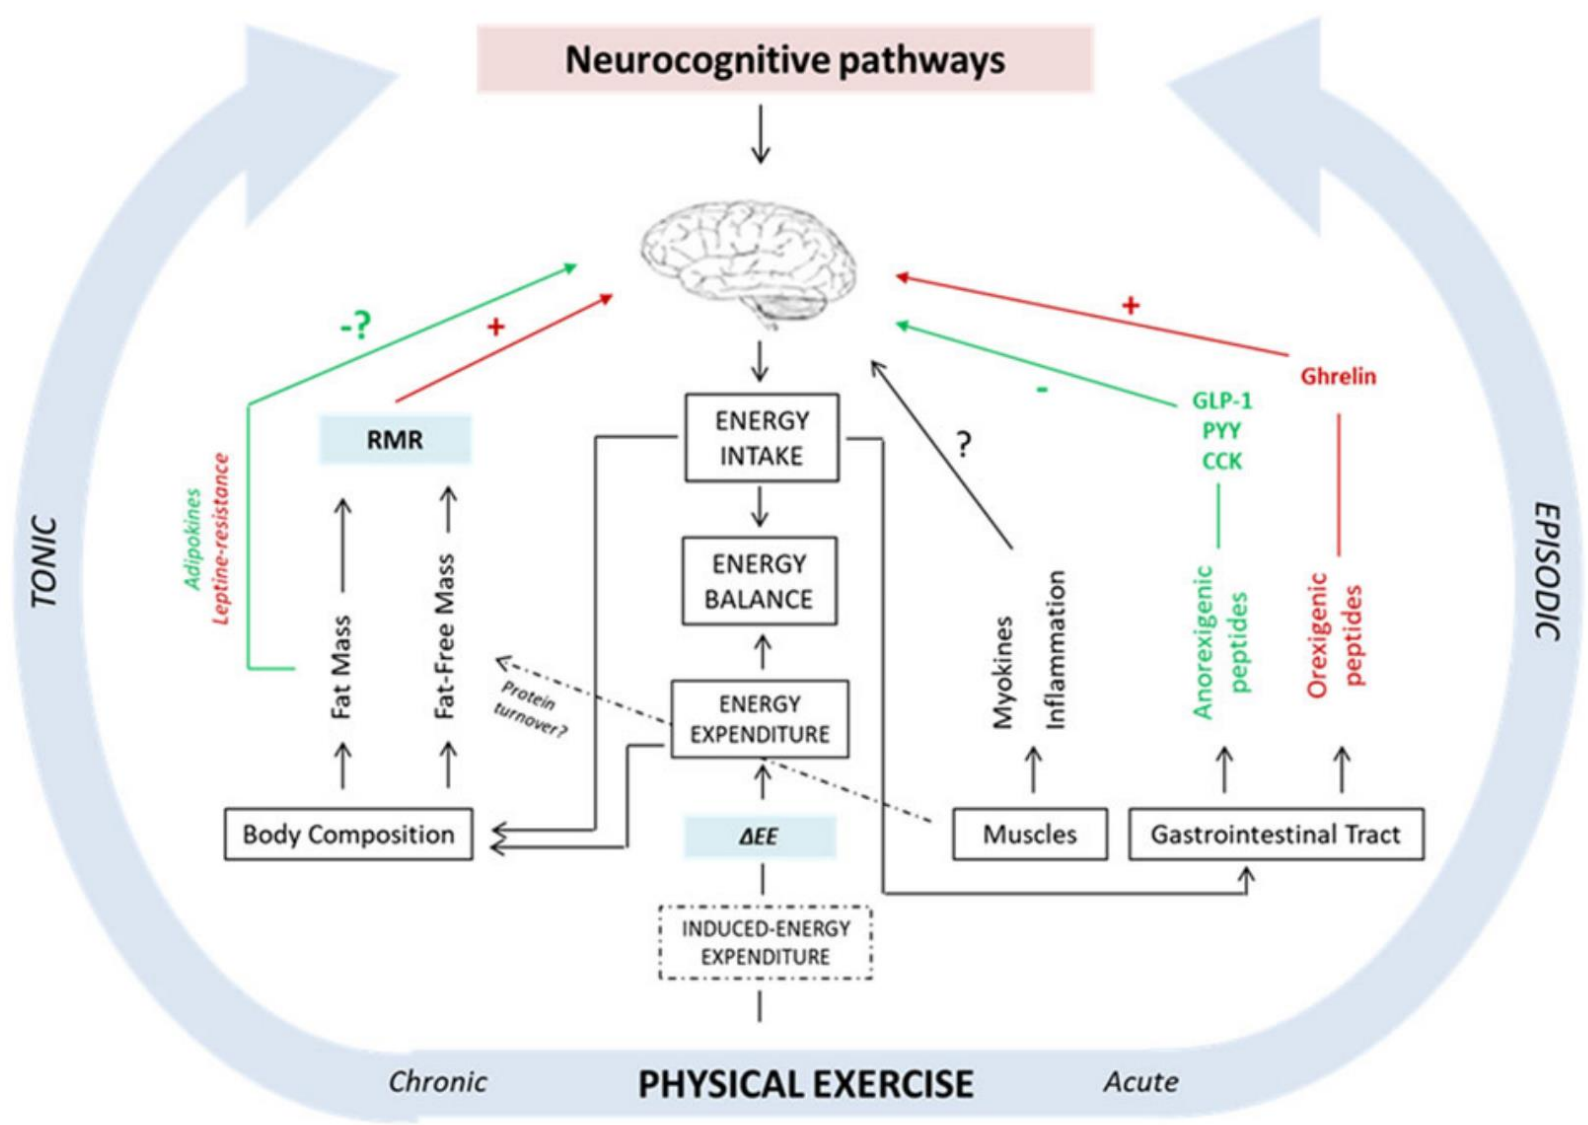 Neurocognitive pathways
-?
+
+
-
Ghrelin
GLP-1
PYY
CCK
RMR
ENERGY
INTAKE
?
ENERGY
BALANCE
TONIC
EPISODIC
Adipokines
Leptine-resistance
Fat Mass
Fat-Free Mass
Protein
turnover?
ENERGY
EXPENDITURE
Myokines
Inflammation
Anorexigenic
peptides
Orexigenic
peptides
Body Composition
ΔEE
Muscles
Gastrointestinal Tract
INDUCED-ENERGY
EXPENDITURE
Chronic
PHYSICAL EXERCISE
Acute